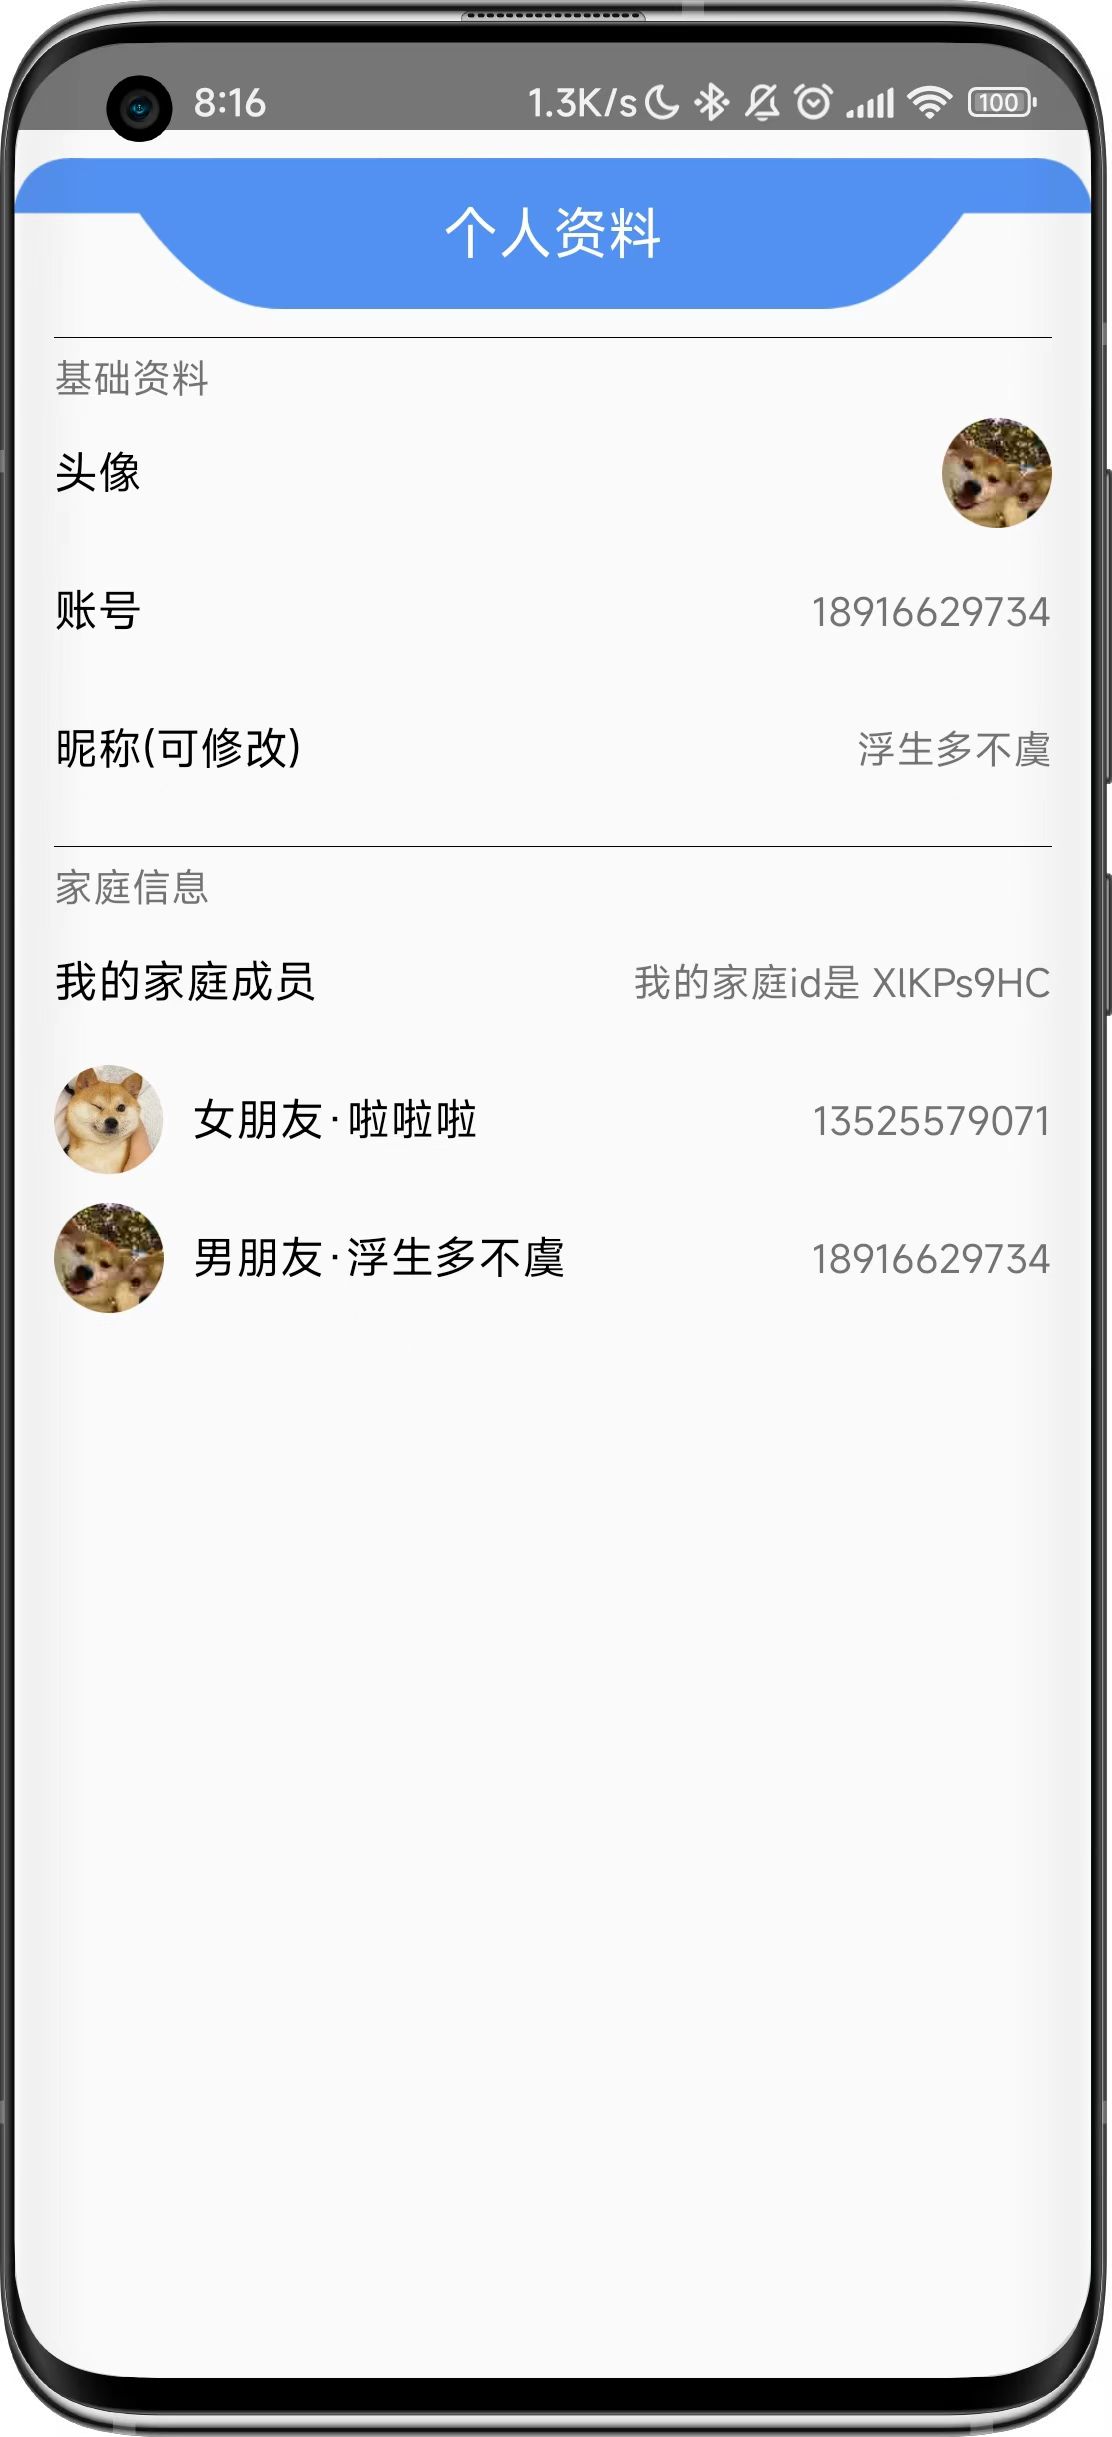 8:16 1.3K/s 100
个人资料
基础资料
头像
账号 18916629734
昵称(可修改) 浮生多不虞
家庭信息
我的家庭成员 我的家庭id是 XlKPs9HC
女朋友·啦啦啦 13525579071
男朋友·浮生多不虞 18916629734